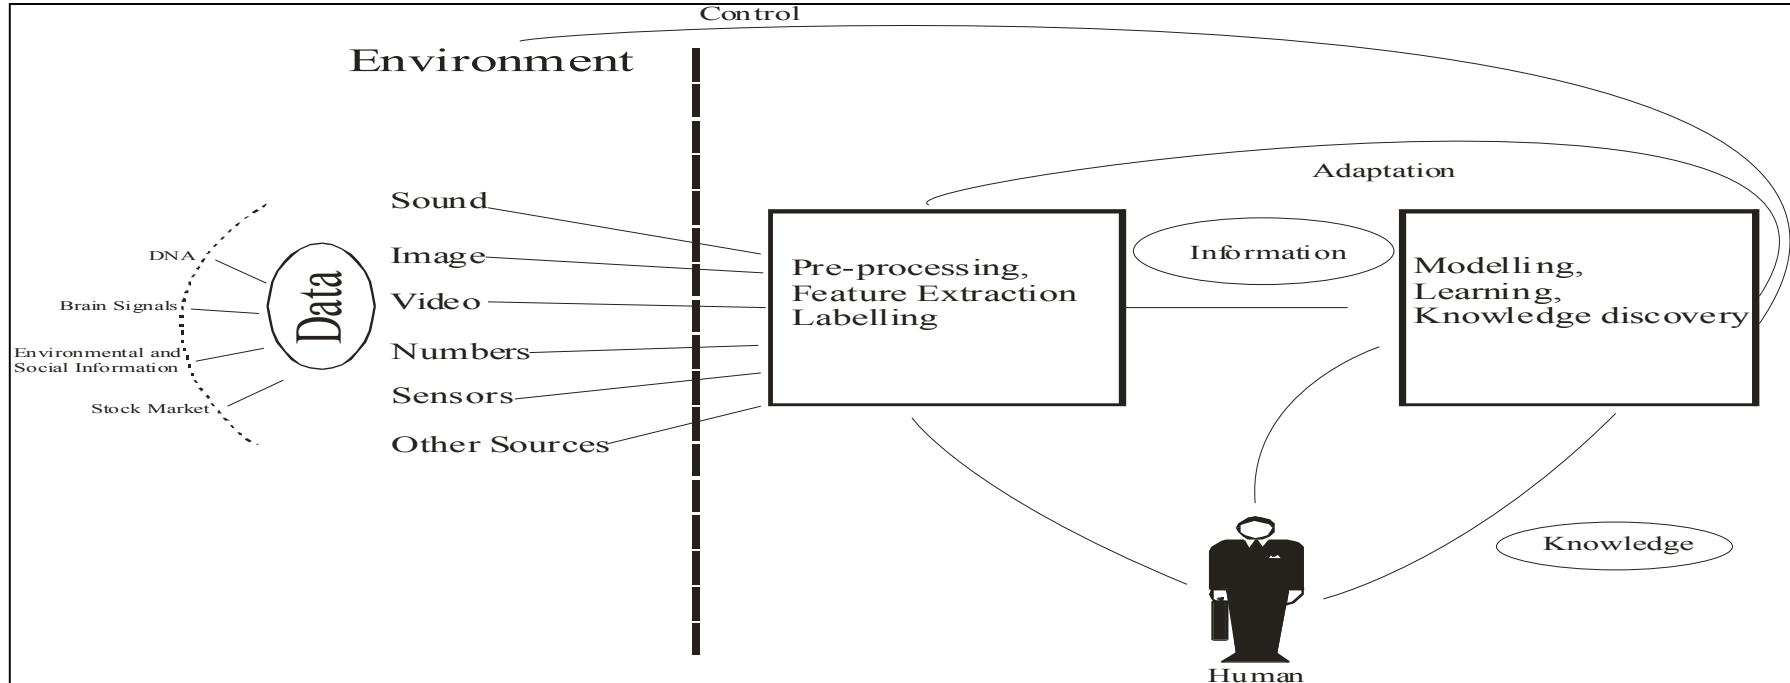 Control
Environment
Adaptation
Sound
Image
Video
Numbers
Sensors
Other Sources
DNA
Brain Signals
Environmental and
Social Information
Stock Market
Data
Pre-processing,
Feature Extraction
Labelling
Information
Modelling,
Learning,
Knowledge discovery
Knowledge
Human